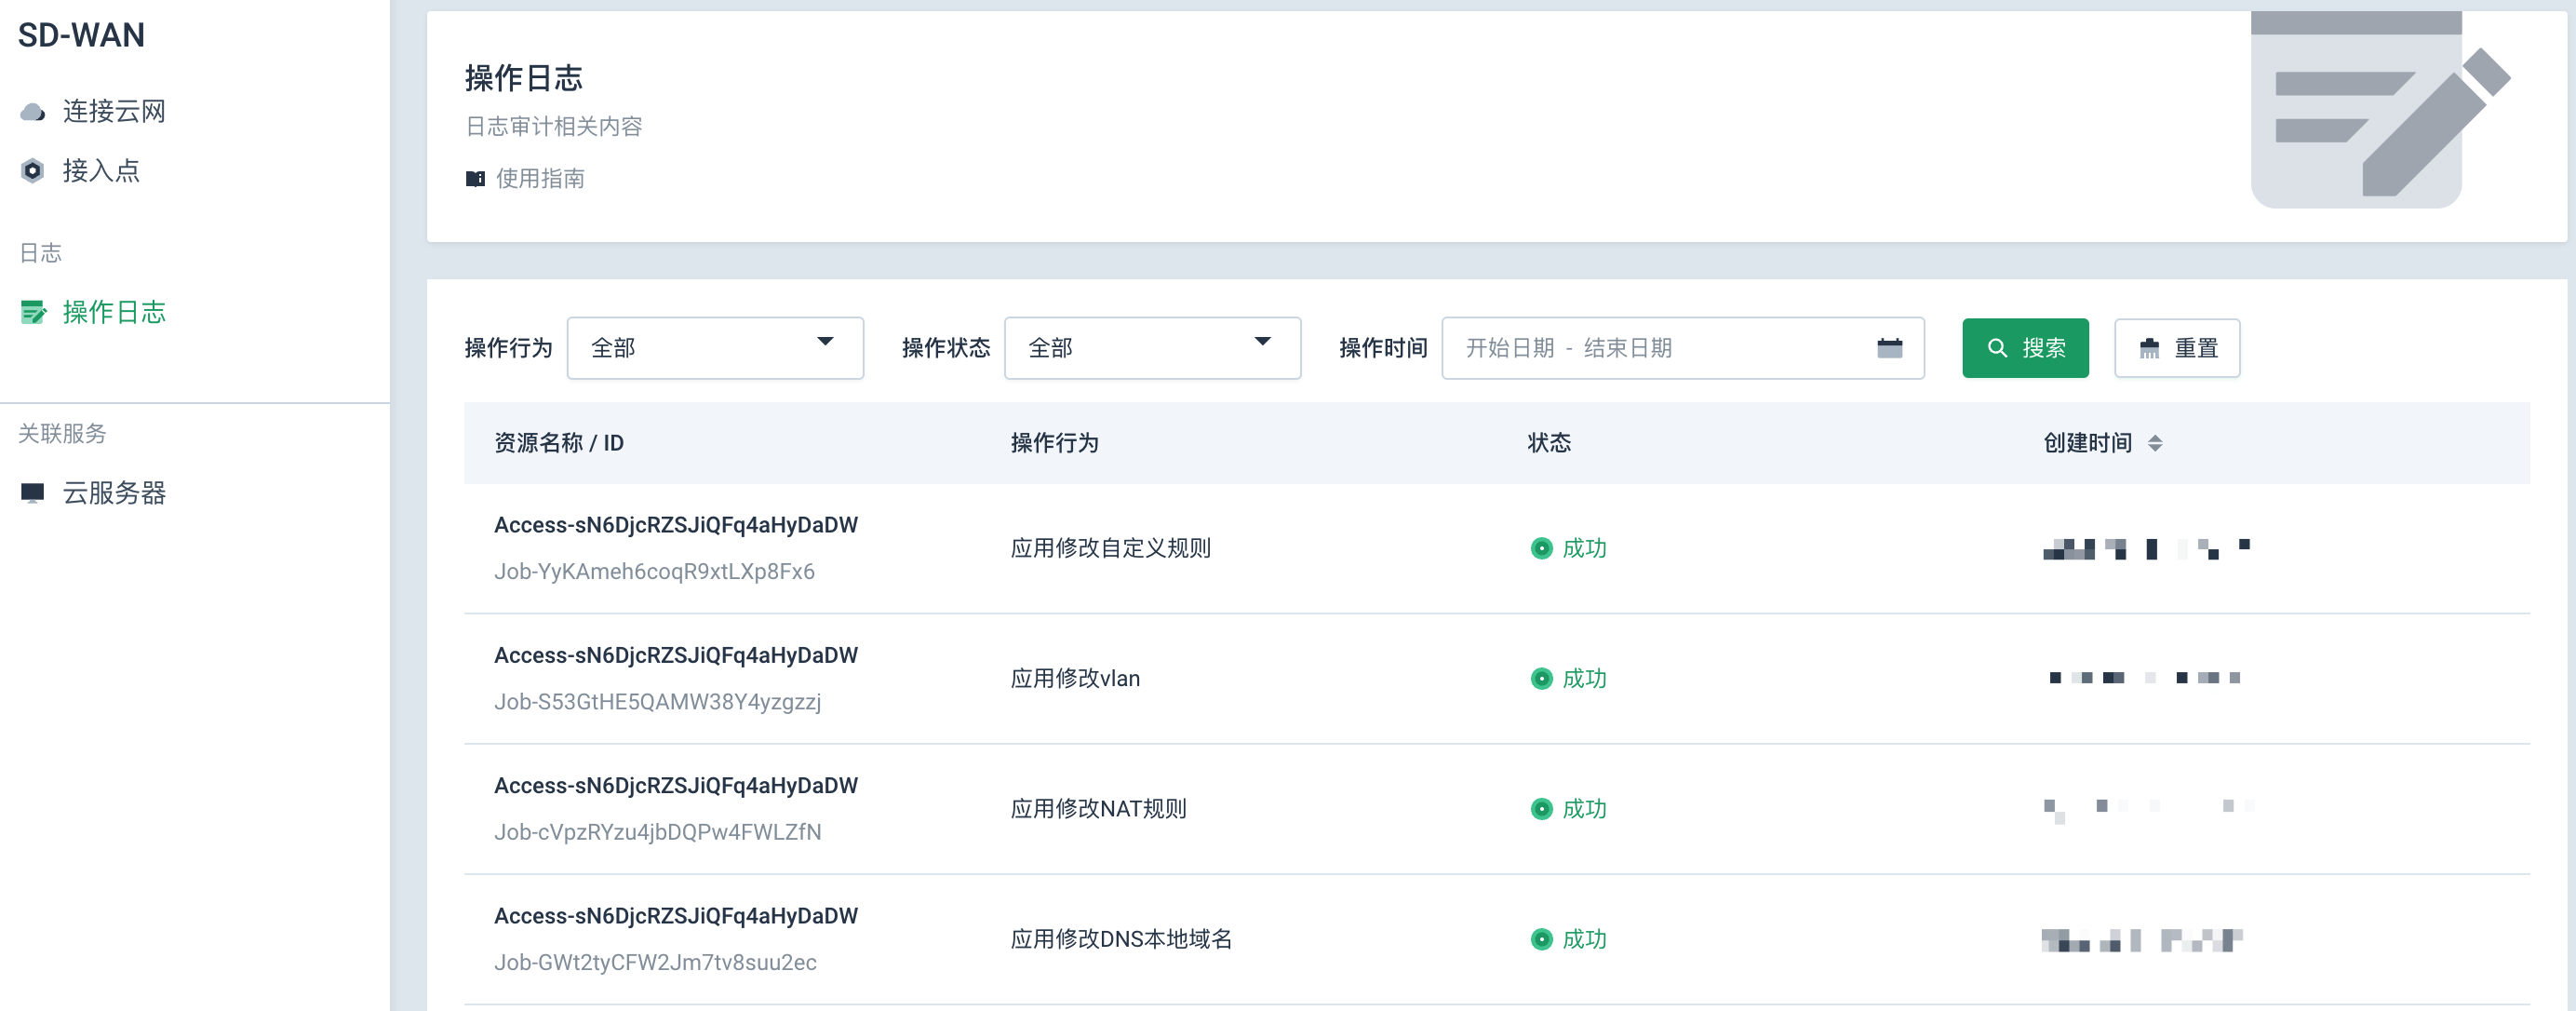 SD-WAN
连接云网
接入点
日志
操作日志
关联服务
云服务器
操作日志
日志审计相关内容
使用指南
操作行为 全部 操作状态 全部 操作时间 开始日期 - 结束日期 搜索 重置
资源名称 / ID 操作行为 状态 创建时间
Access-sN6DjcRZSJiQFq4aHyDaDW
Job-YyKAmeh6coqR9xtLXp8Fx6
应用修改自定义规则 成功
Access-sN6DjcRZSJiQFq4aHyDaDW
Job-S53GtHE5QAMW38Y4yzgzzj
应用修改vlan 成功
Access-sN6DjcRZSJiQFq4aHyDaDW
Job-cVpzRYzu4jbDQPw4FWLZfN
应用修改NAT规则 成功
Access-sN6DjcRZSJiQFq4aHyDaDW
Job-GWt2tyCFW2Jm7tv8suu2ec
应用修改DNS本地域名 成功